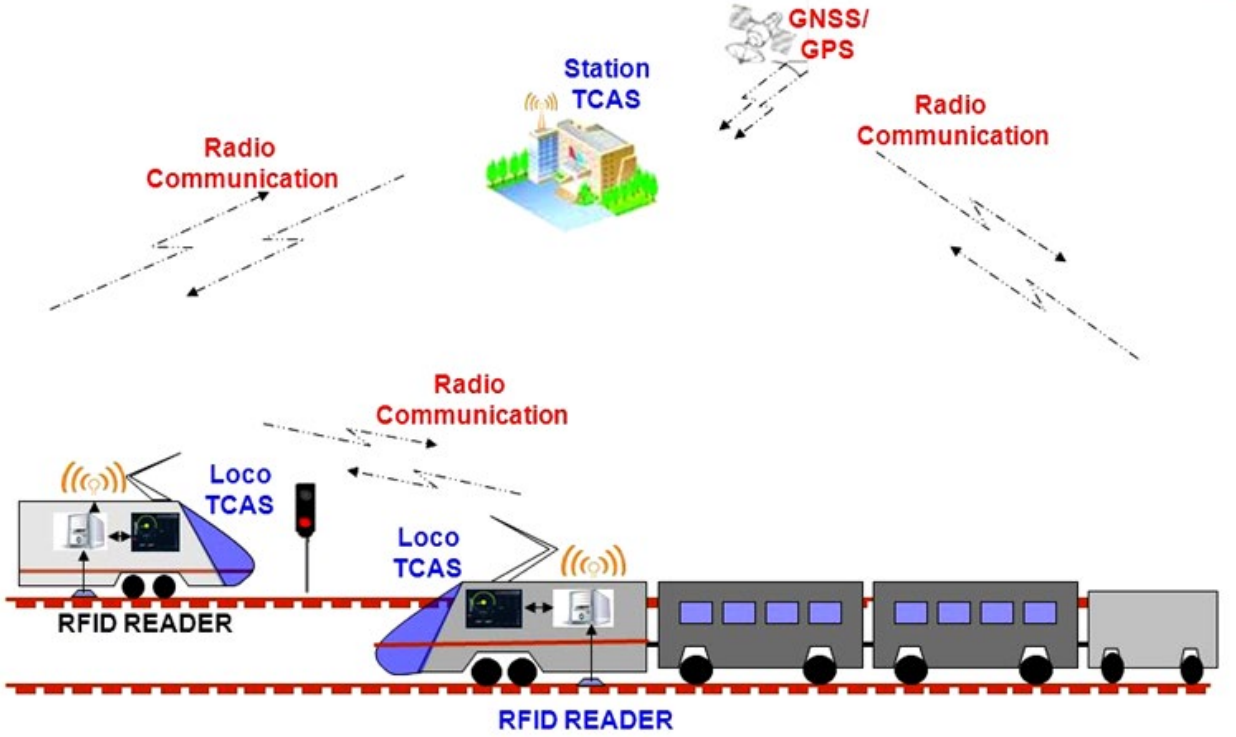 GNSS/
GPS
Station
TCAS
Radio
Communication
Radio
Communication
Radio
Communication
Loco
TCAS
Loco
TCAS
RFID READER
RFID READER